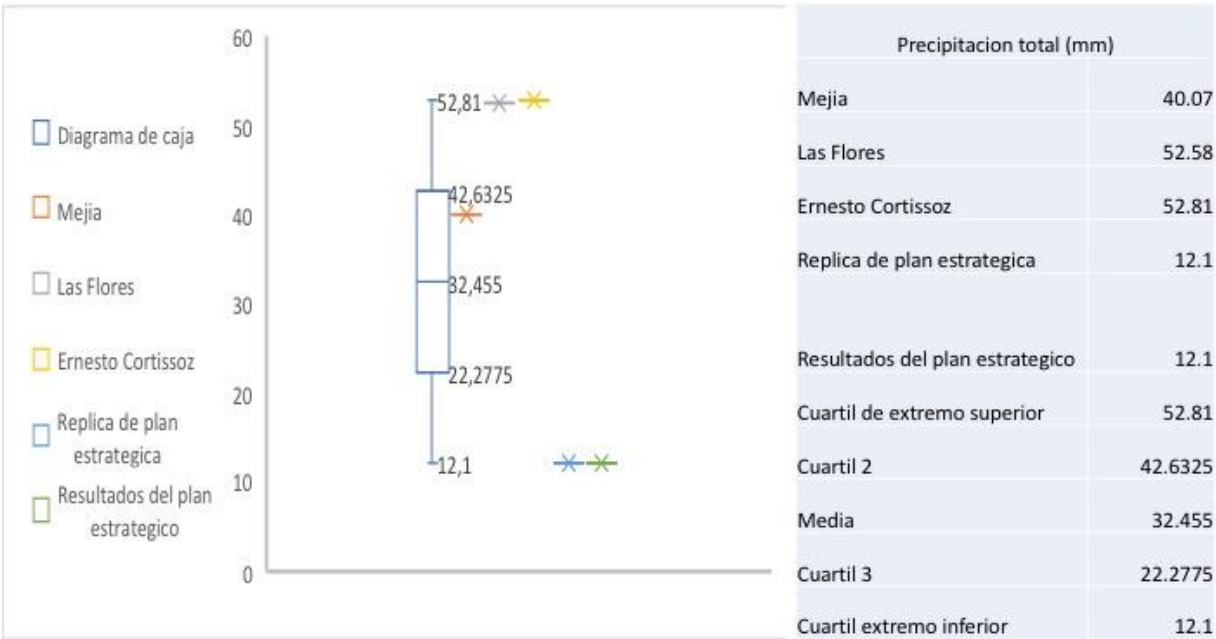 60
50
40
30
20
10
0
Diagrama de caja
Mejia
Las Flores
Ernesto Cortissoz
Replica de plan
estrategica
Resultados del plan
estrategico
52,81
42,6325
32,455
22,2775
12,1
Precipitacion total (mm)
Mejia 40.07
Las Flores 52.58
Ernesto Cortissoz 52.81
Replica de plan estrategica 12.1
Resultados del plan estrategico 12.1
Cuartil de extremo superior 52.81
Cuartil 2 42.6325
Media 32.455
Cuartil 3 22.2775
Cuartil extremo inferior 12.1